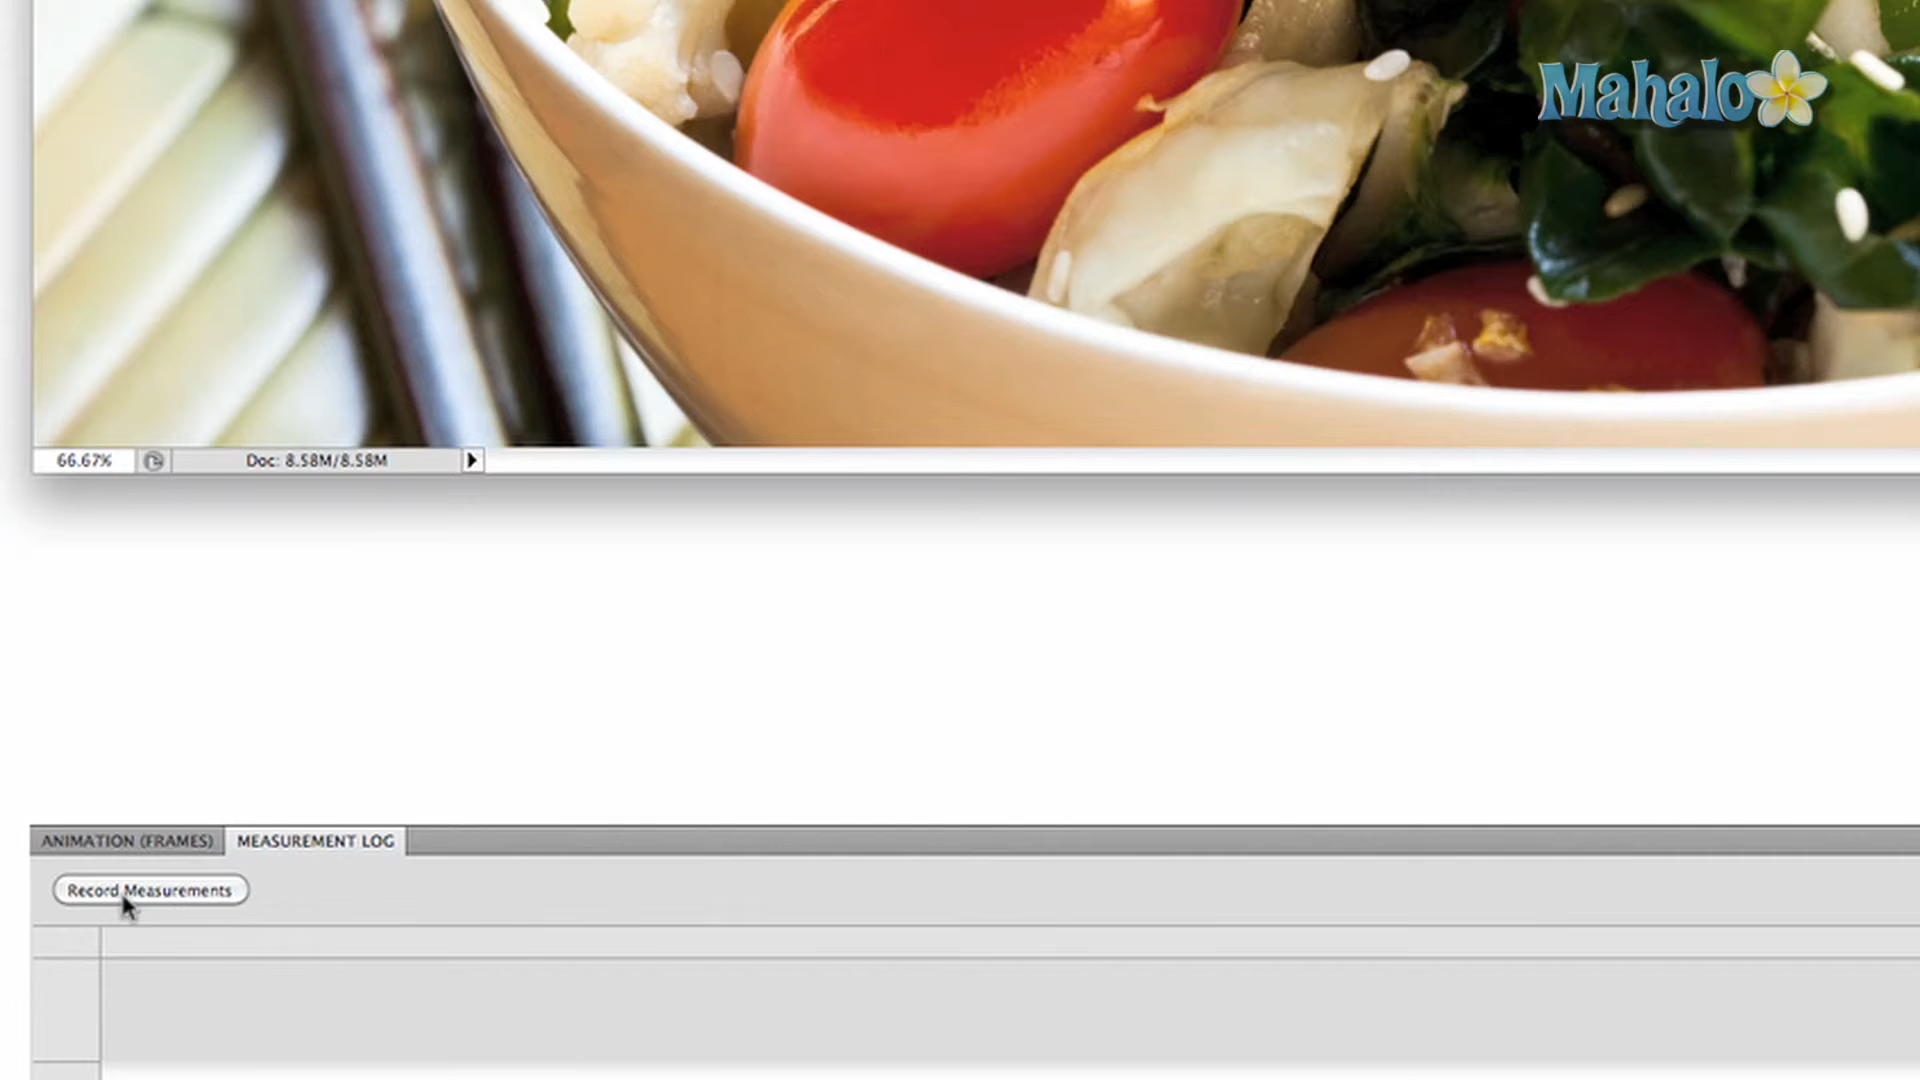 Mahalo
66.67%
Doc: 8.58M/8.58M
ANIMATION (FRAMES)
MEASUREMENT LOG
Record Measurements